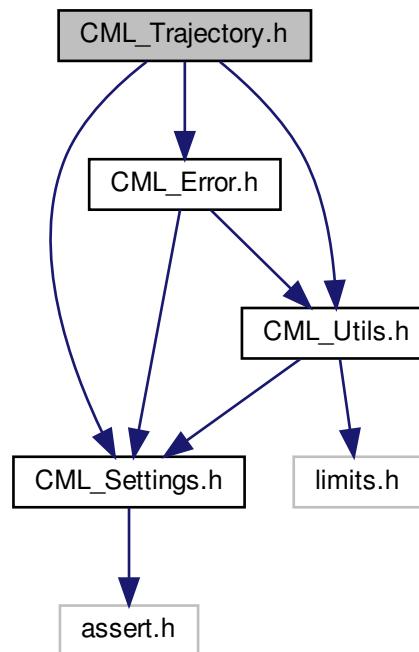 CML_Trajectory.h
CML_Error.h
CML_Utils.h
CML_Settings.h
limits.h
assert.h